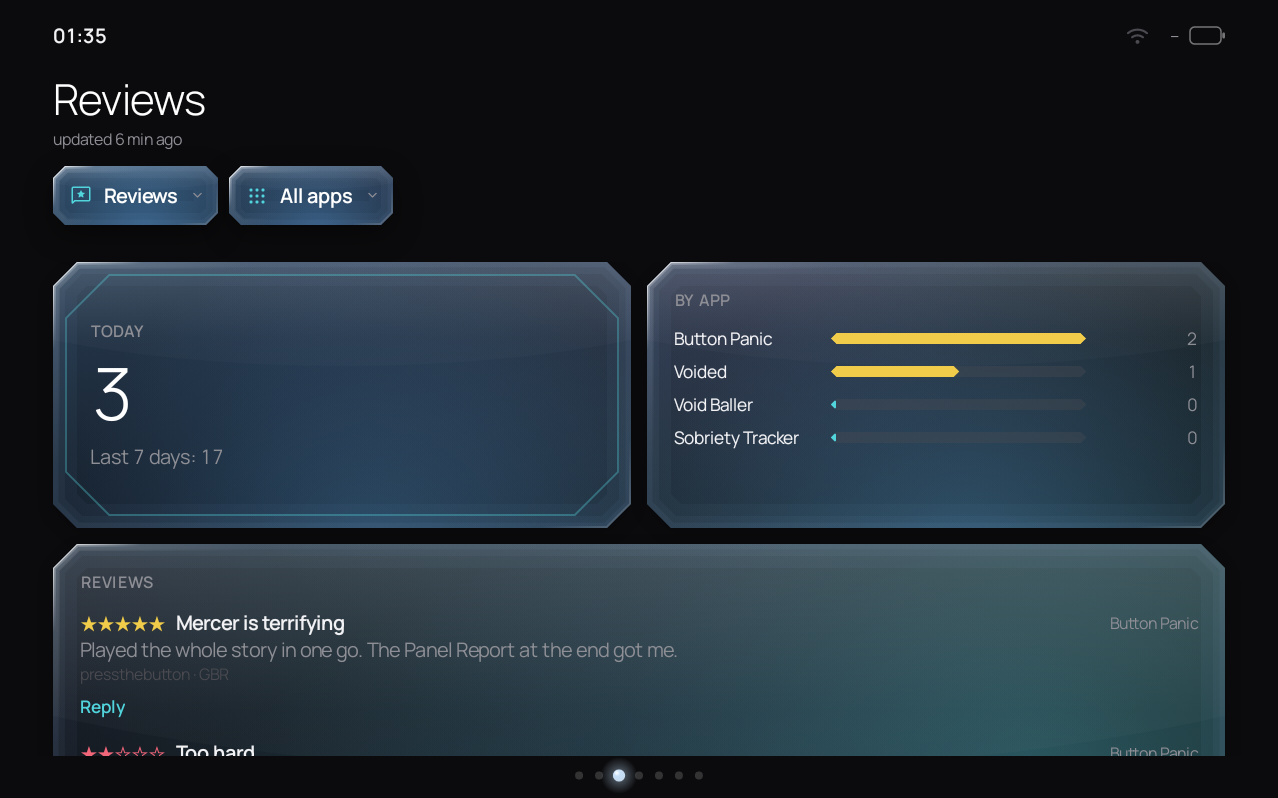 01:35
–
Reviews
updated 6 min ago
Reviews
All apps
TODAY
3
Last 7 days: 17
BY APP
Button Panic 2
Voided 1
Void Baller 0
Sobriety Tracker 0
REVIEWS
★★★★★ Mercer is terrifying Button Panic
Played the whole story in one go. The Panel Report at the end got me.
pressthebutton · GBR
Reply
★★☆☆☆ Too hard Button Panic